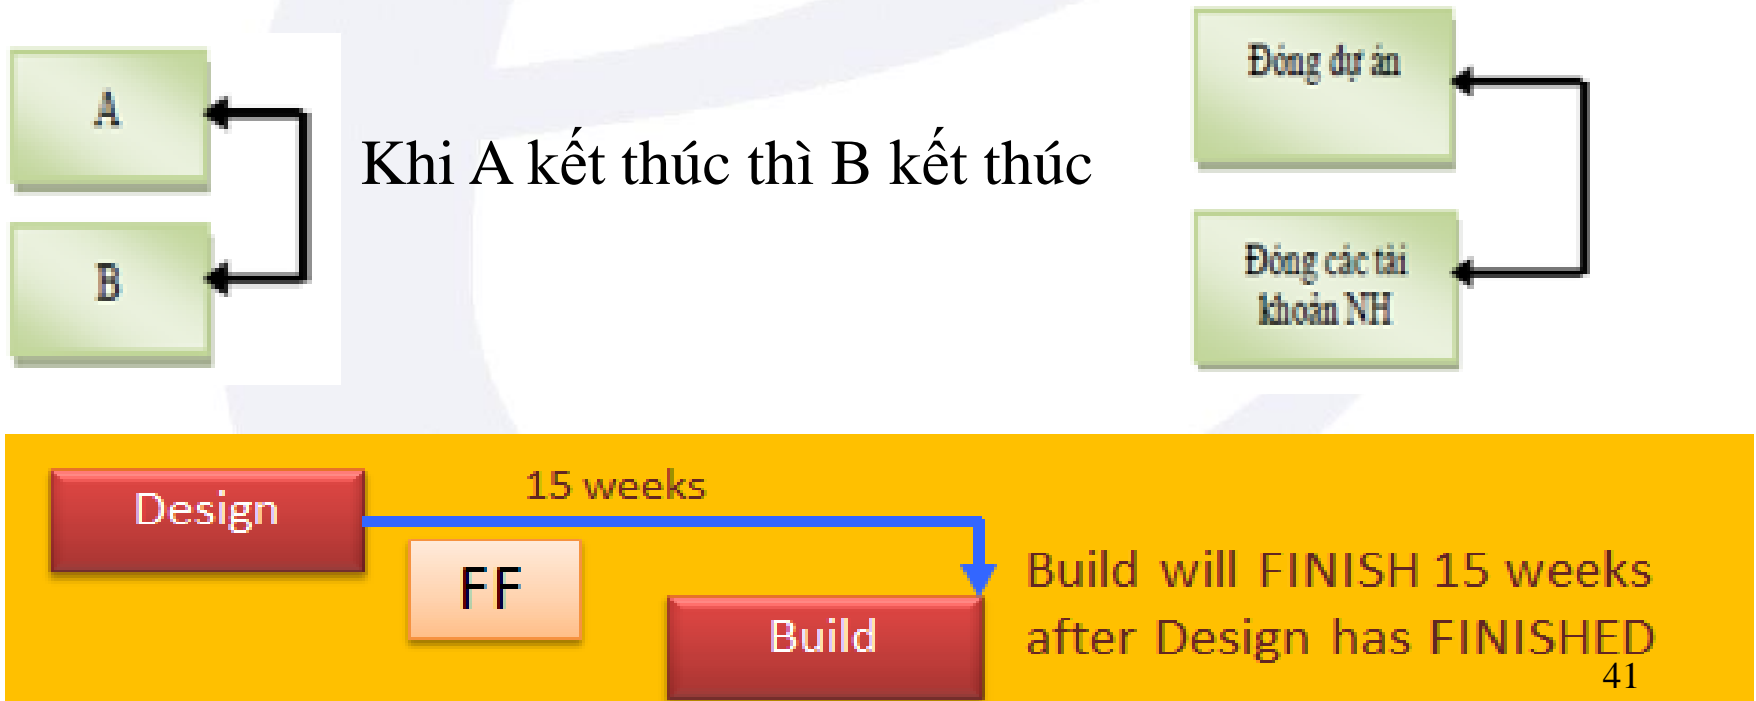 A
B
Khi A kết thúc thì B kết thúc
Đóng dự án
Đóng các tài
khoản NH
Design
15 weeks
FF
Build
Build will FINISH 15 weeks
after Design has FINISHED
41